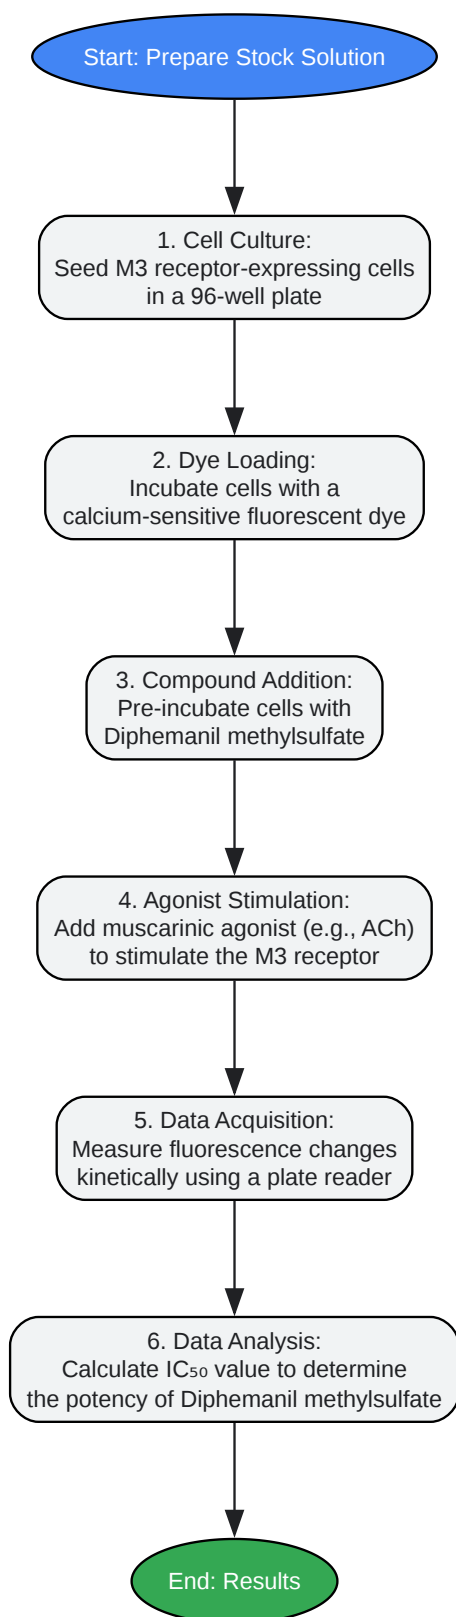 Start: Prepare Stock Solution
1. Cell Culture:
Seed M3 receptor-expressing cells
in a 96-well plate
2. Dye Loading:
Incubate cells with a
calcium-sensitive fluorescent dye
3. Compound Addition:
Pre-incubate cells with
Diphemanil methylsulfate
4. Agonist Stimulation:
Add muscarinic agonist (e.g., ACh)
to stimulate the M3 receptor
5. Data Acquisition:
Measure fluorescence changes
kinetically using a plate reader
6. Data Analysis:
Calculate IC₅₀ value to determine
the potency of Diphemanil methylsulfate
End: Results